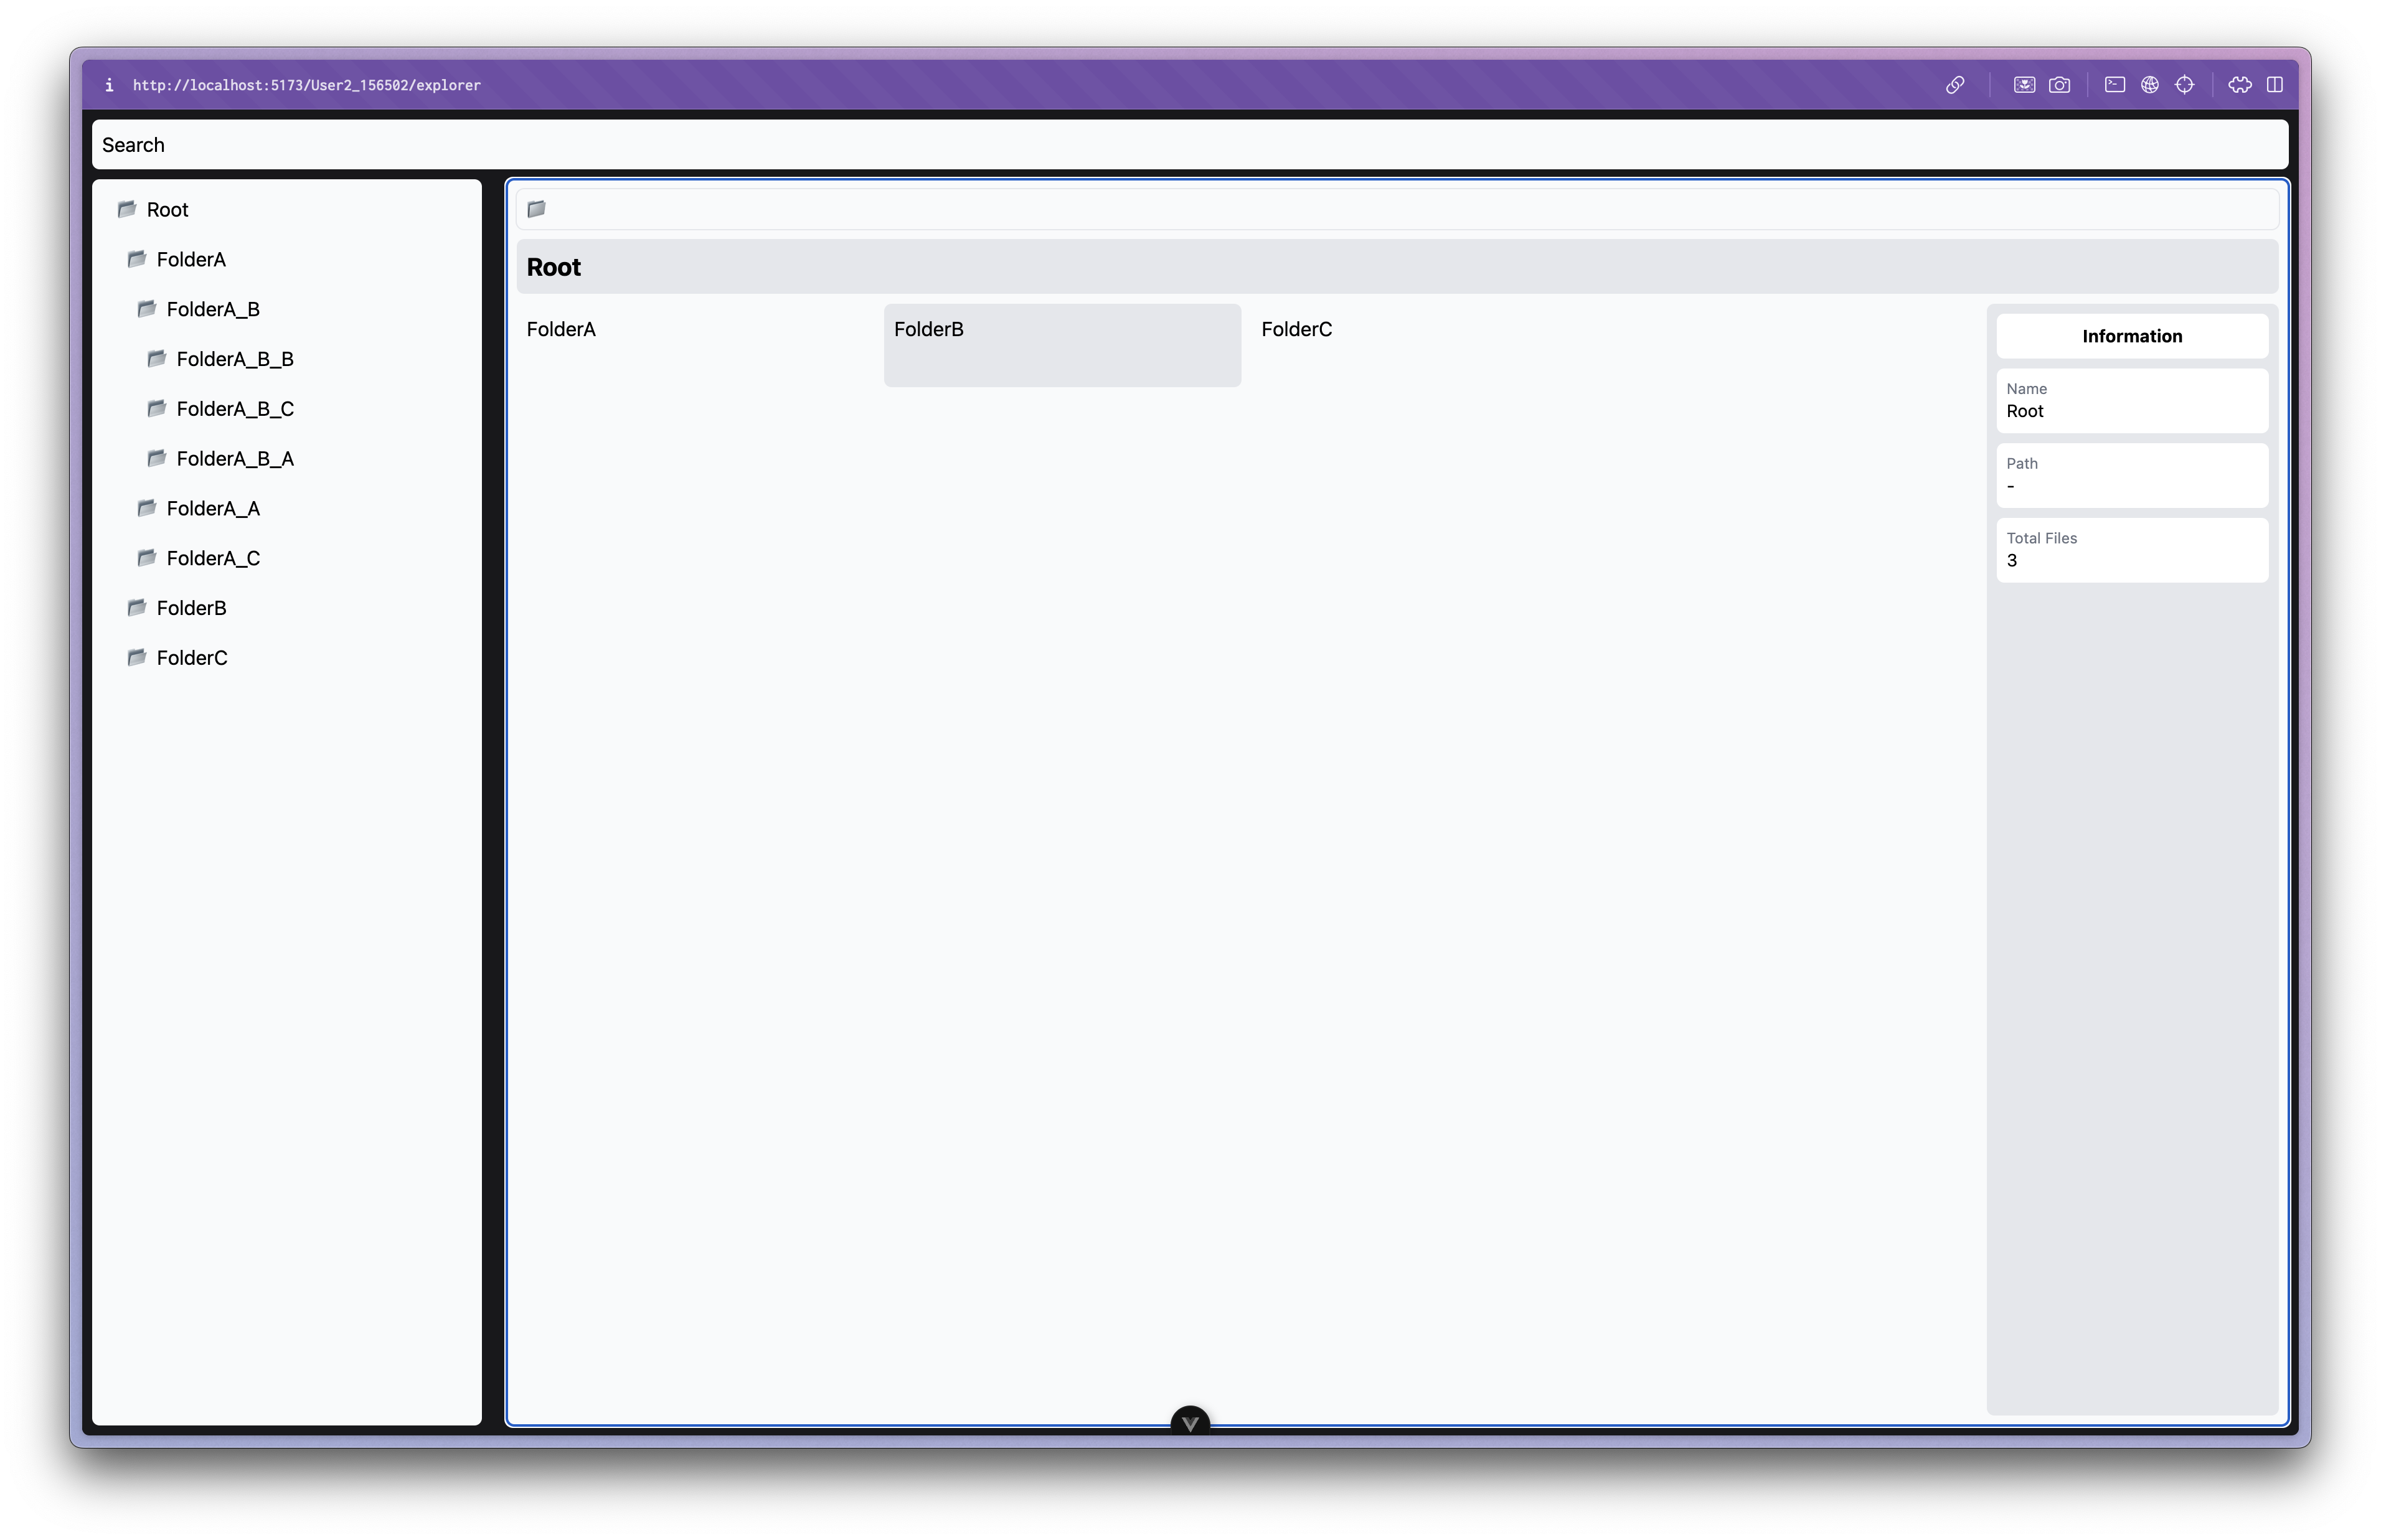 i http://localhost:5173/User2_156502/explorer
Search
Root
FolderA
FolderA_B
FolderA_B_B
FolderA_B_C
FolderA_B_A
FolderA_A
FolderA_C
FolderB
FolderC
Root
FolderA
FolderB
FolderC
Information
Name
Root
Path
-
Total Files
3